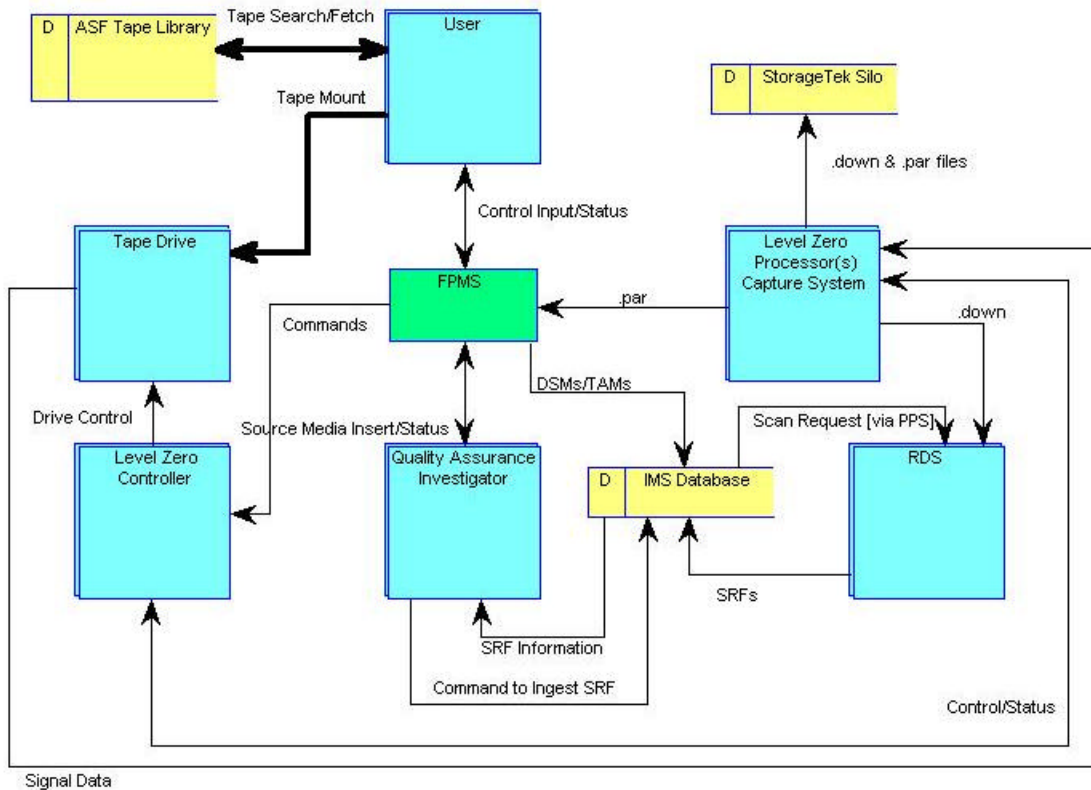 Tape Search/Fetch
D
ASF Tape Library
User
D
StorageTek Silo
Tape Mount
.down & .par files
Control Input/Status
Tape Drive
Level Zero
Processor(s)
Capture System
FPMS
.par
.down
Commands
DSMs/TAMs
Drive Control
Source Media Insert/Status
Scan Request [via PPS]
Level Zero
Controller
Quality Assurance
Investigator
D
IMS Database
RDS
SRFs
SRF Information
Command to Ingest SRF
Control/Status
Signal Data